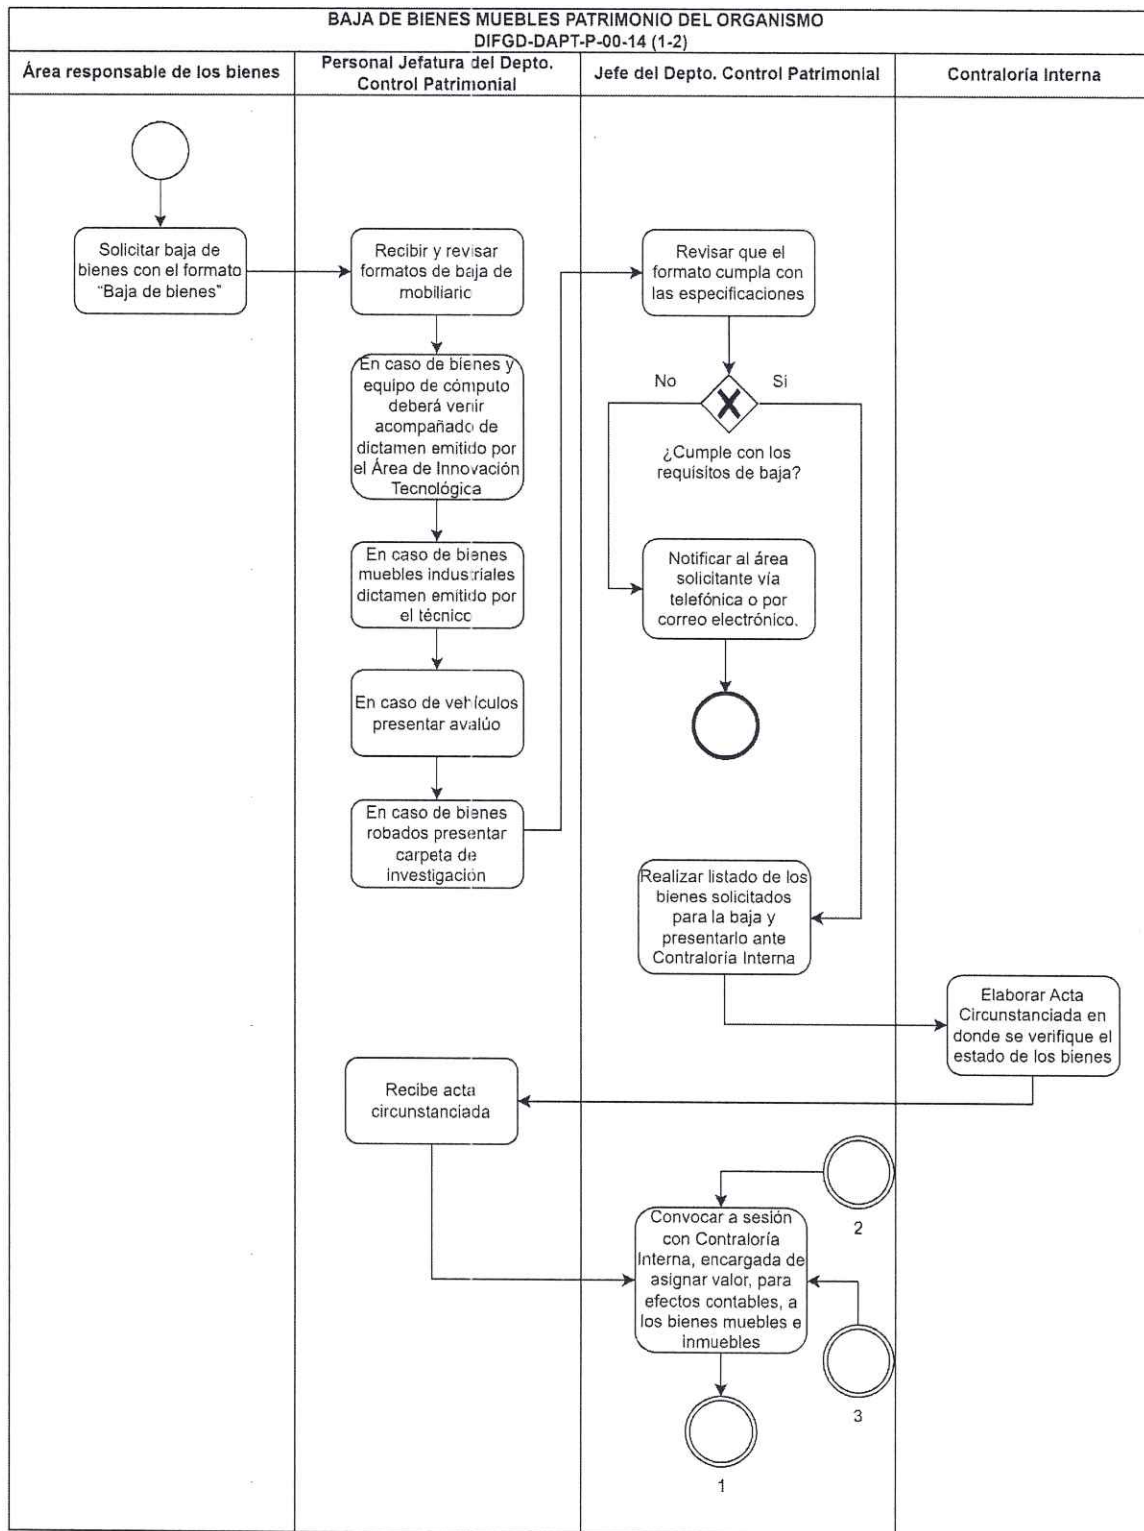 BAJA DE BIENES MUEBLES PATRIMONIO DEL ORGANISMO
DIFGD-DAPT-P-00-14 (1-2)
Área responsable de los bienes
Personal Jefatura del Depto.
Control Patrimonial
Jefe del Depto. Control Patrimonial
Contraloría Interna
Solicitar baja de
bienes con el formato
"Baja de bienes"
Recibir y revisar
formatos de baja de
mobiliario
Revisar que el
formato cumpla con
las especificaciones
En caso de bienes y
equipo de cómputo
deberá venir
acompañado de
dictamen emitido por
el Área de Innovación
Tecnológica
No
Si
¿Cumple con los
requisitos de baja?
En caso de bienes
muebles industriales
dictamen emitido por
el técnico
Notificar al área
solicitante vía
telefónica o por
correo electrónico.
En caso de vehículos
presentar avalúo
En caso de bienes
robados presentar
carpeta de
investigación
Realizar listado de los
bienes solicitados
para la baja y
presentarlo ante
Contraloría Interna
Elaborar Acta
Circunstanciada en
donde se verifique el
estado de los bienes
Recibe acta
circunstanciada
2
Convocar a sesión
con Contraloría
Interna, encargada de
asignar valor, para
efectos contables, a
los bienes muebles e
inmuebles
3
1